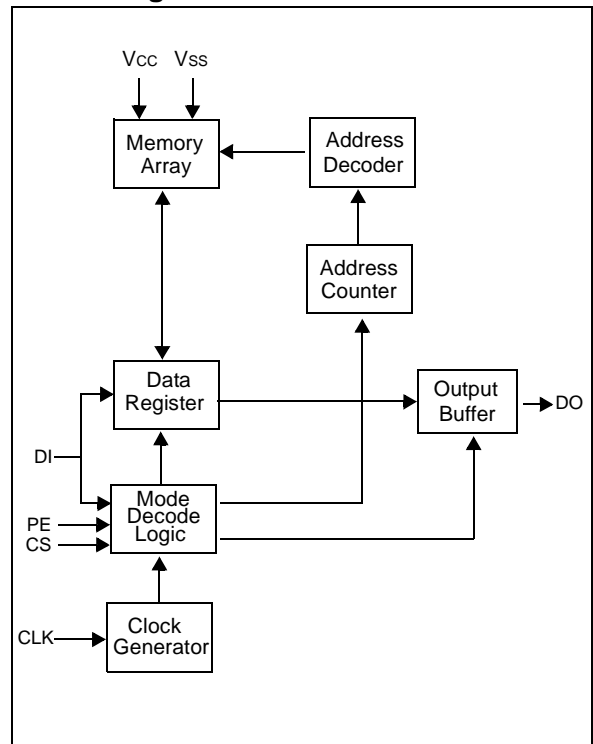 Vcc Vss
Memory
Array
Address
Decoder
Address
Counter
Data
Register
Output
Buffer
DO
DI
Mode
Decode
Logic
PE
CS
CLK
Clock
Generator